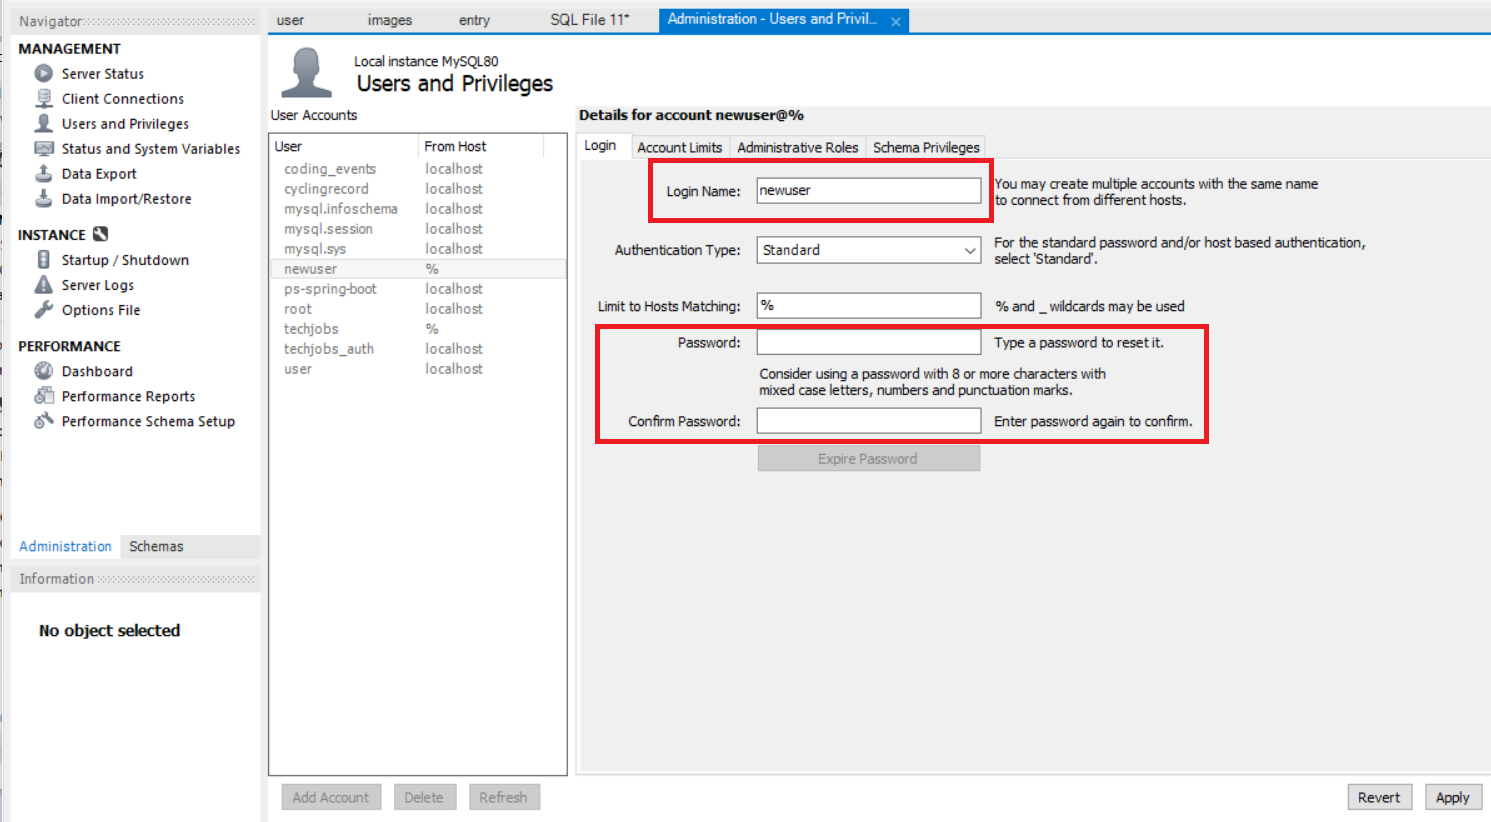 Navigator
MANAGEMENT
Server Status
Client Connections
Users and Privileges
Status and System Variables
Data Export
Data Import/Restore
INSTANCE
Startup / Shutdown
Server Logs
Options File
PERFORMANCE
Dashboard
Performance Reports
Performance Schema Setup
Administration Schemas
Information
No object selected
user images entry SQL File 11* Administration - Users and Privil...
Local instance MySQL80
Users and Privileges
User Accounts
User From Host
coding_events localhost
cyclingrecord localhost
mysql.infoschema localhost
mysql.session localhost
mysql.sys localhost
newuser %
ps-spring-boot localhost
root localhost
techjobs %
techjobs_auth localhost
user localhost
Add Account Delete Refresh
Details for account newuser@%
Login Account Limits Administrative Roles Schema Privileges
Login Name: newuser
You may create multiple accounts with the same name
to connect from different hosts.
Authentication Type: Standard
For the standard password and/or host based authentication,
select 'Standard'.
Limit to Hosts Matching: % % and _ wildcards may be used
Password: Type a password to reset it.
Consider using a password with 8 or more characters with
mixed case letters, numbers and punctuation marks.
Confirm Password: Enter password again to confirm.
Expire Password
Revert Apply